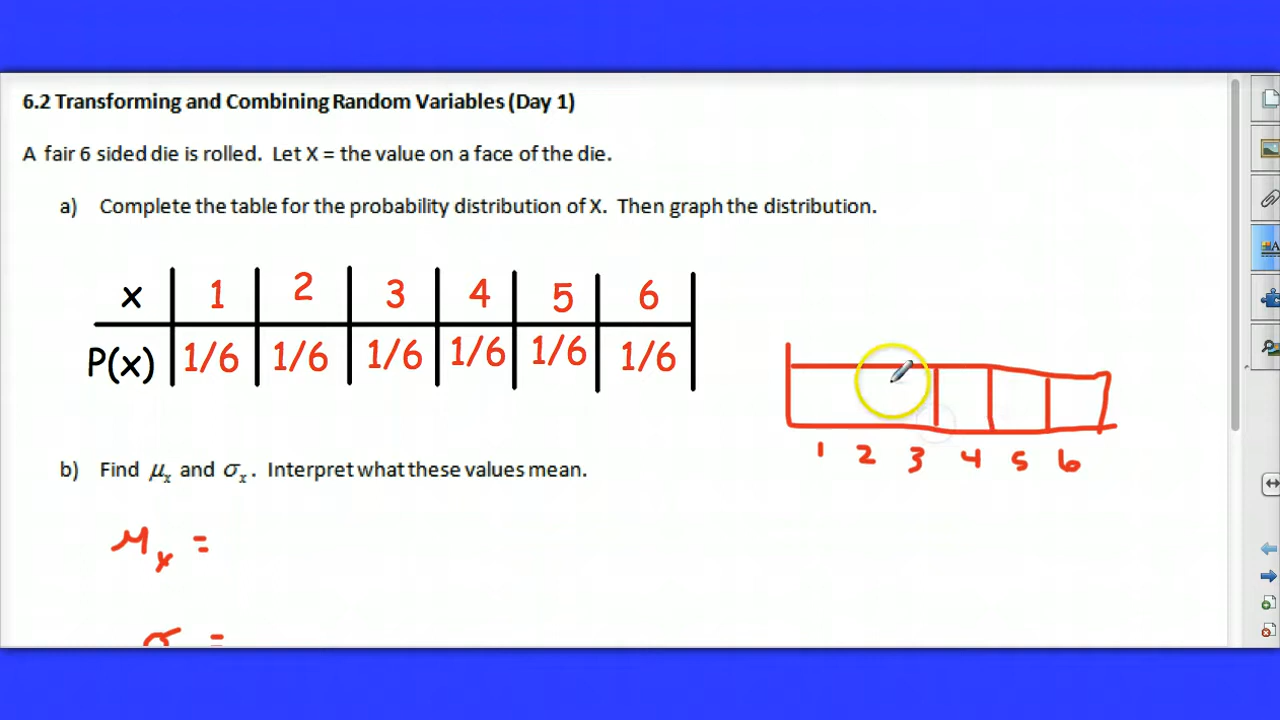 6.2 Transforming and Combining Random Variables (Day 1)
A fair 6 sided die is rolled. Let X = the value on a face of the die.
a) Complete the table for the probability distribution of X. Then graph the distribution.
x 1 2 3 4 5 6
P(x) 1/6 1/6 1/6 1/6 1/6 1/6
1 2 3 4 5 6
b) Find μx and σx. Interpret what these values mean.
μx =
σ =